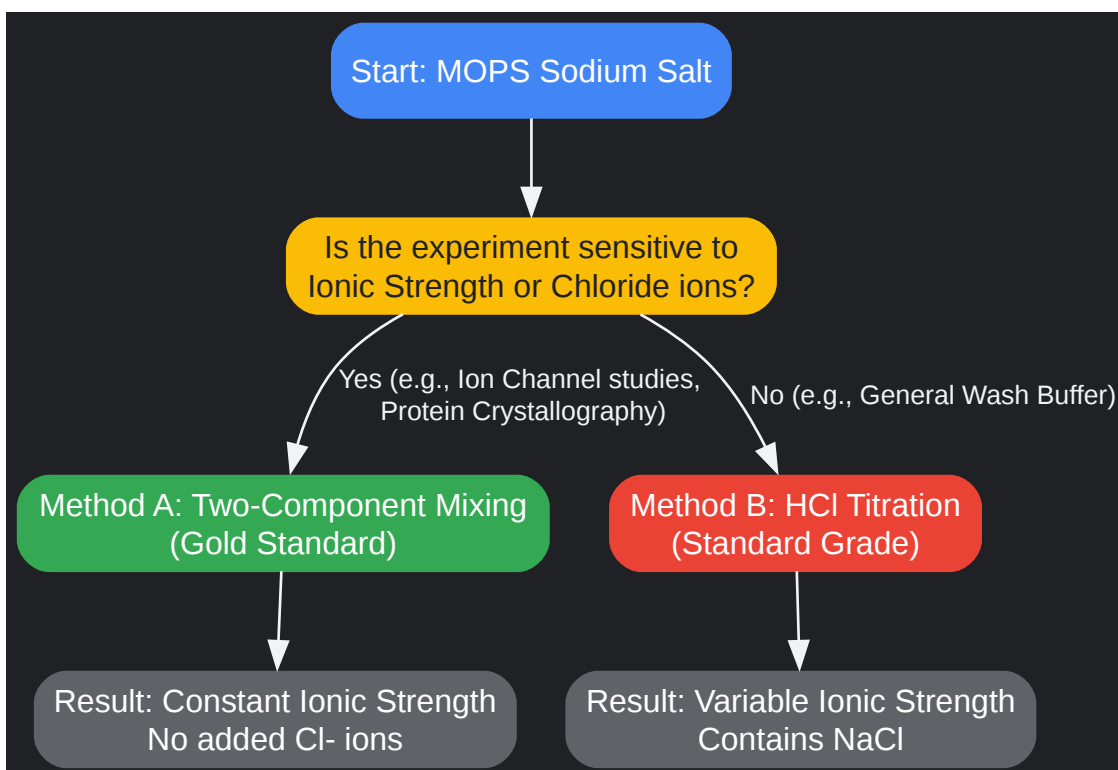 Start: MOPS Sodium Salt
Is the experiment sensitive to
Ionic Strength or Chloride ions?
Yes (e.g., Ion Channel studies,
Protein Crystallography)
No (e.g., General Wash Buffer)
Method A: Two-Component Mixing
(Gold Standard)
Method B: HCl Titration
(Standard Grade)
Result: Constant Ionic Strength
No added Cl- ions
Result: Variable Ionic Strength
Contains NaCl